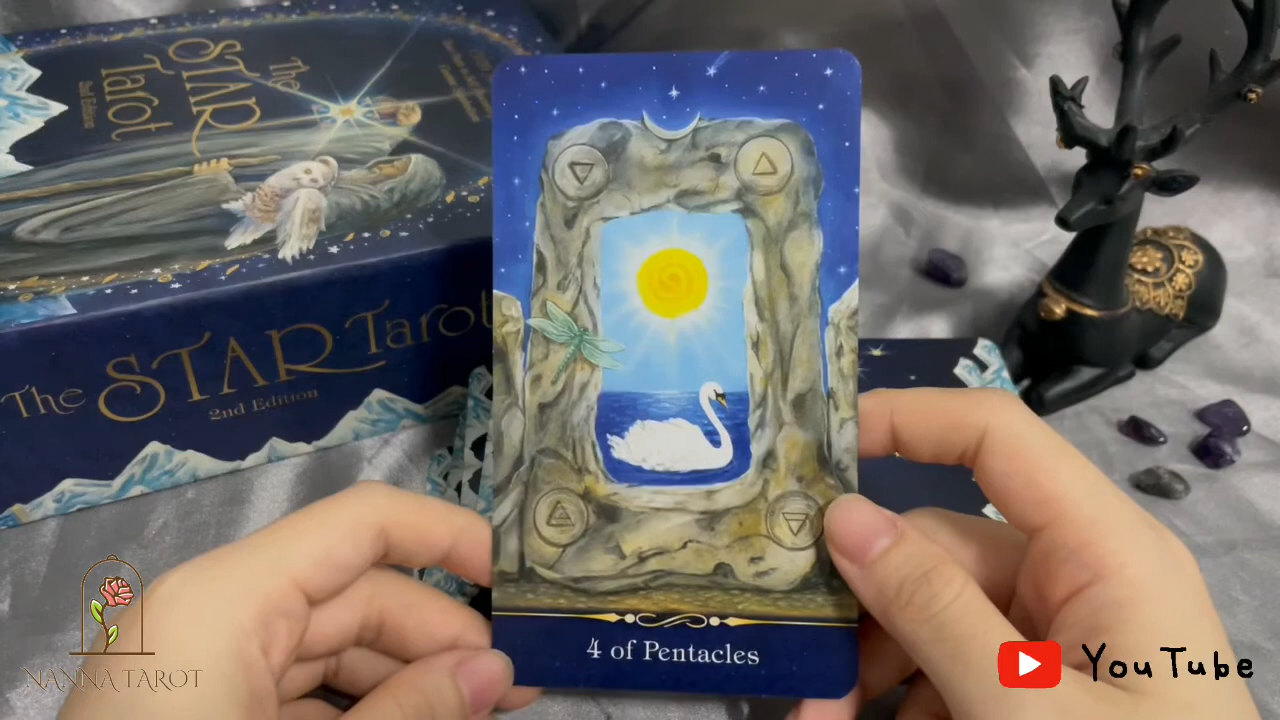 The
STAR
Tarot
2nd Edition
The STAR Tarot
2nd Edition
4 of Pentacles
NANNA TAROT
YouTube